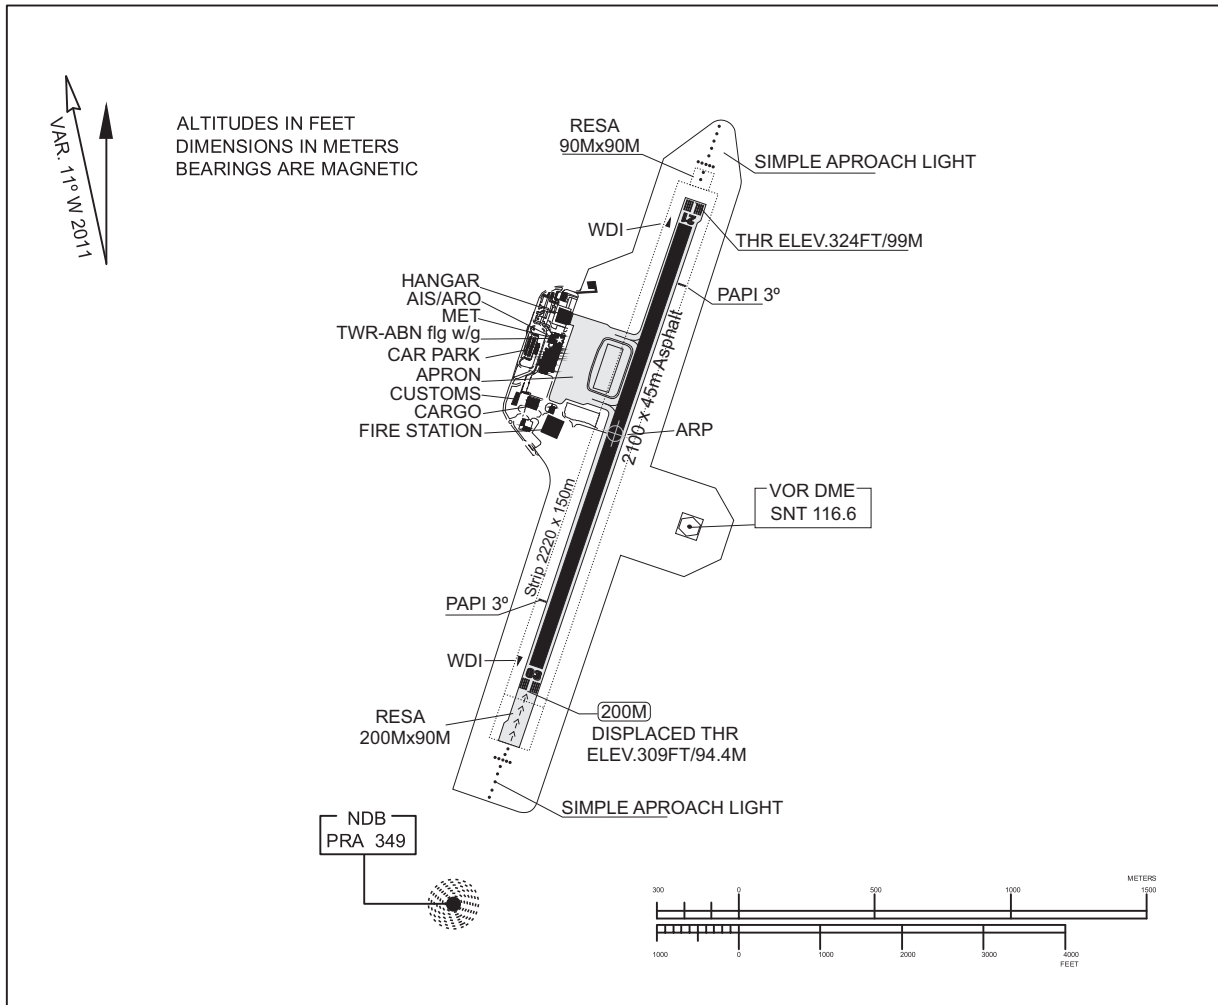 VAR. 11º W 2011
ALTITUDES IN FEET
DIMENSIONS IN METERS
BEARINGS ARE MAGNETIC
RESA
90Mx90M
SIMPLE APROACH LIGHT
WDI
21
THR ELEV.324FT/99M
PAPI 3º
HANGAR
AIS/ARO
MET
TWR-ABN flg w/g
CAR PARK
APRON
CUSTOMS
CARGO
FIRE STATION
2100 x 45m Asphalt
ARP
VOR DME
SNT 116.6
Strip 2220 x 150m
PAPI 3º
WDI
03
RESA
200Mx90M
200M
DISPLACED THR
ELEV.309FT/94.4M
SIMPLE APROACH LIGHT
NDB
PRA 349
METERS
300 0 500 1000 1500
1000 0 1000 2000 3000 4000
FEET